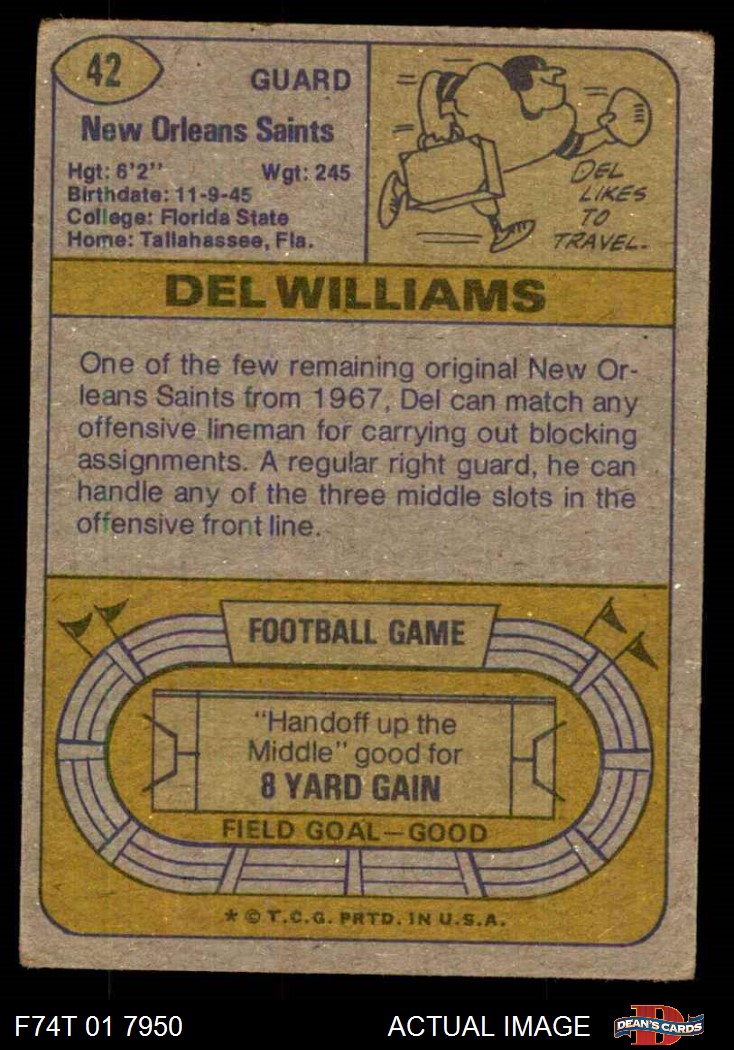 42
GUARD
New Orleans Saints
Hgt: 6'2'' Wgt: 245
Birthdate: 11-9-45
College: Florida State
Home: Tallahassee, Fla.
DEL
LIKES
TO
TRAVEL.
DEL WILLIAMS
One of the few remaining original New Or-
leans Saints from 1967, Del can match any
offensive lineman for carrying out blocking
assignments. A regular right guard, he can
handle any of the three middle slots in the
offensive front line.
FOOTBALL GAME
"Handoff up the
Middle" good for
8 YARD GAIN
FIELD GOAL—GOOD
* © T.C.G. PRTD. IN U.S.A.
F74T 01 7950 ACTUAL IMAGE DEAN'S CARDS